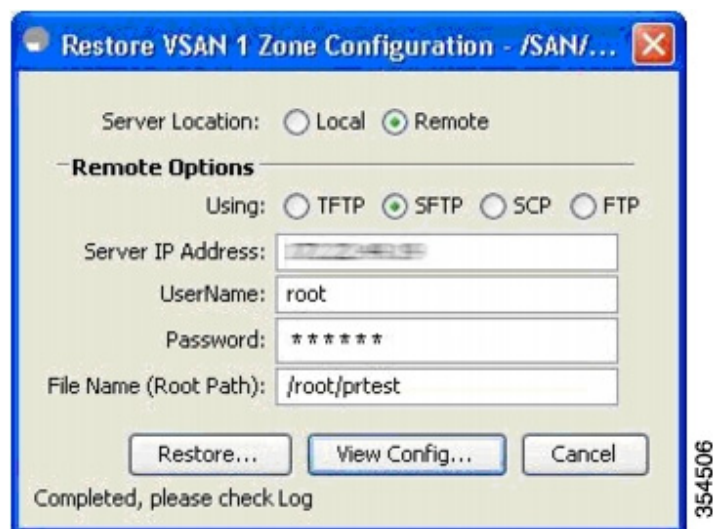 Restore VSAN 1 Zone Configuration - /SAN/...
Server Location: Local Remote
Remote Options
Using: TFTP SFTP SCP FTP
Server IP Address:
UserName: root
Password: ******
File Name (Root Path): /root/prtest
Restore... View Config... Cancel
Completed, please check Log
354506